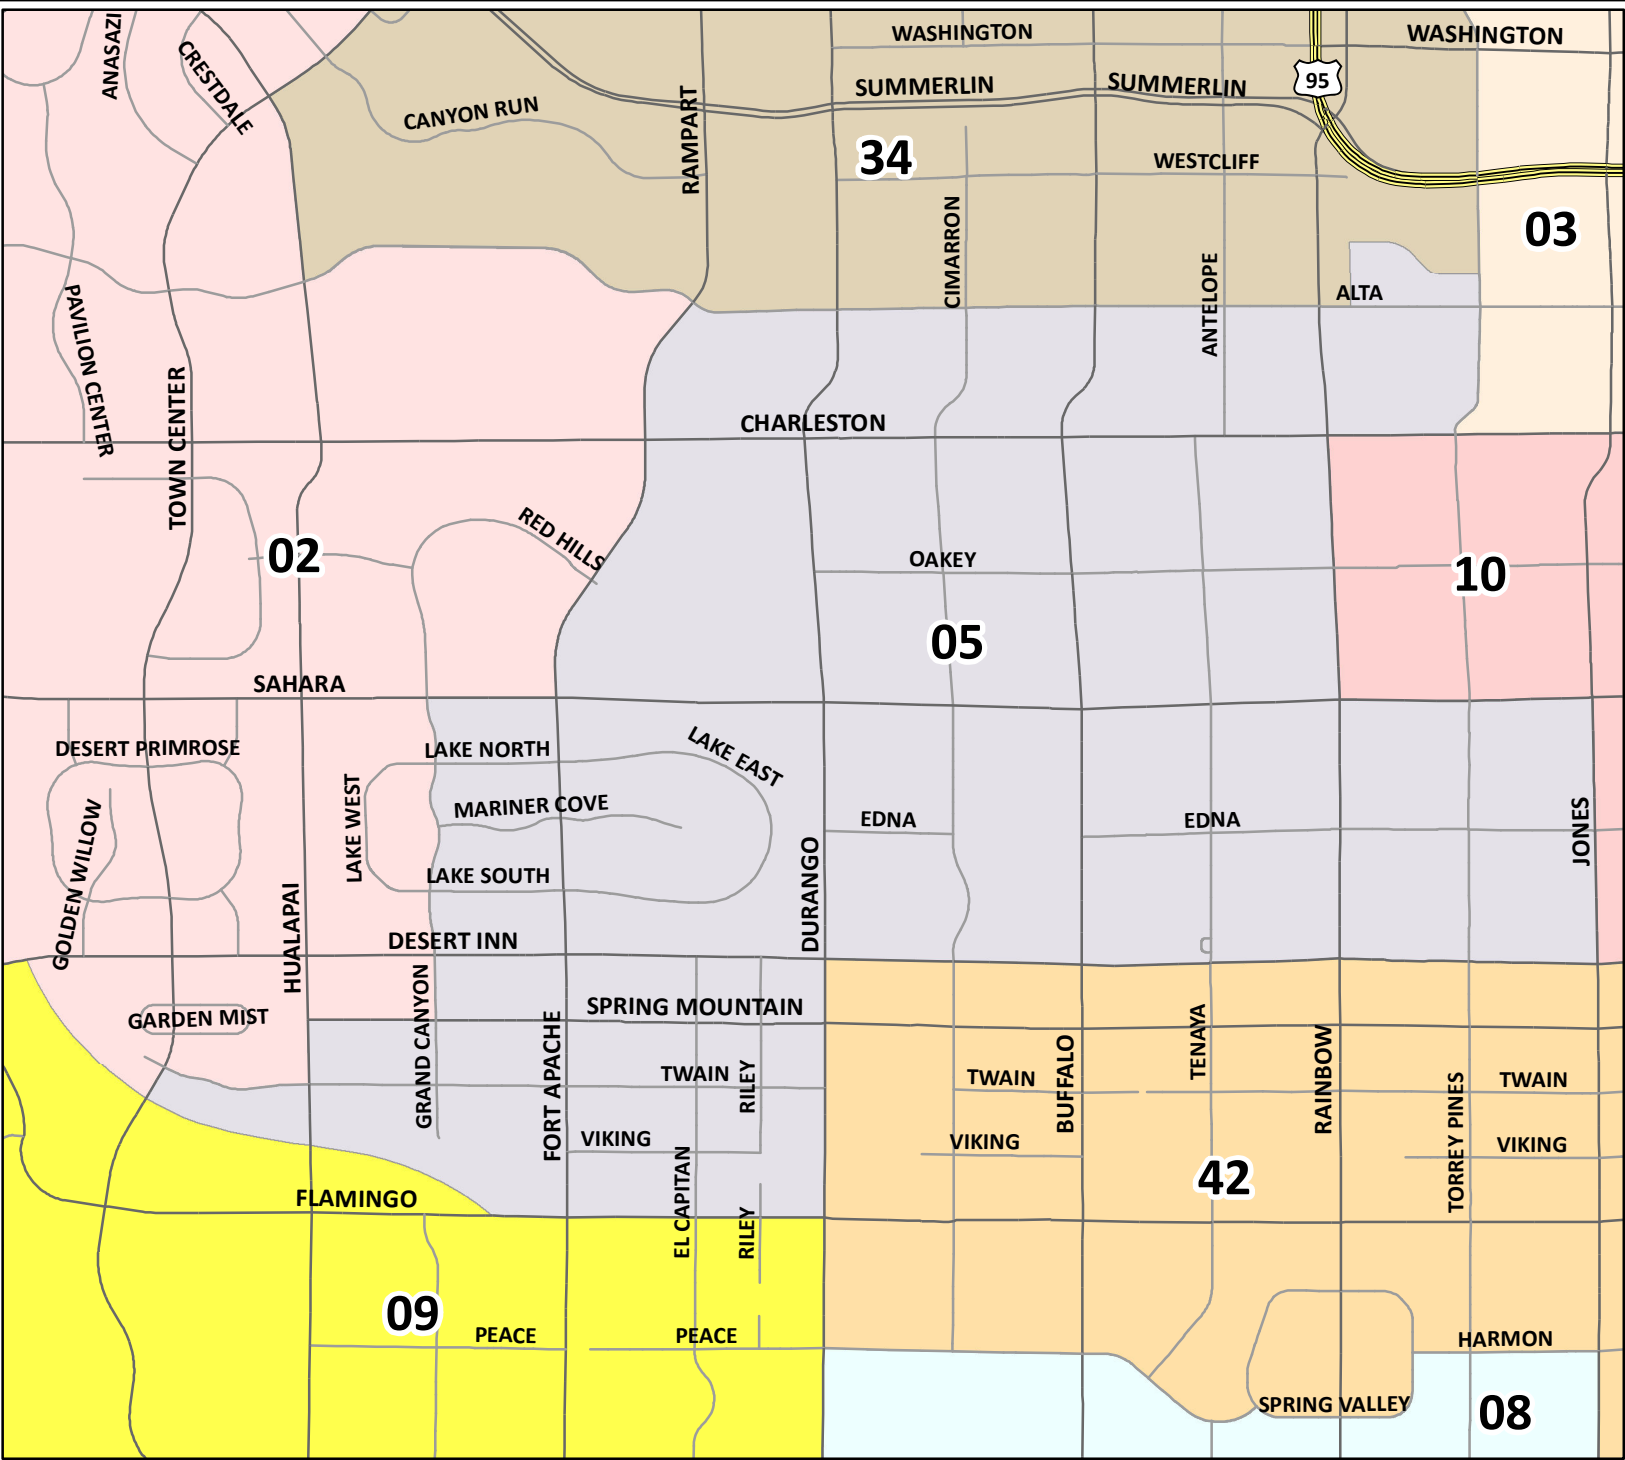 ANASAZI
CRESTDALE
WASHINGTON
WASHINGTON
SUMMERLIN
SUMMERLIN
95
CANYON RUN
RAMPART
34
WESTCLIFF
03
CIMARRON
ANTELOPE
ALTA
PAVILION CENTER
TOWN CENTER
CHARLESTON
RED HILLS
02
OAKEY
10
05
SAHARA
DESERT PRIMROSE
LAKE NORTH
LAKE EAST
LAKE WEST
MARINER COVE
GOLDEN WILLOW
EDNA
EDNA
JONES
LAKE SOUTH
DURANGO
HUALAPAI
DESERT INN
GARDEN MIST
GRAND CANYON
SPRING MOUNTAIN
FORT APACHE
TWAIN
RILEY
TWAIN
BUFFALO
TENAYA
RAINBOW
TORREY PINES
TWAIN
VIKING
VIKING
VIKING
42
EL CAPITAN
FLAMINGO
RILEY
09
PEACE
PEACE
HARMON
SPRING VALLEY
08